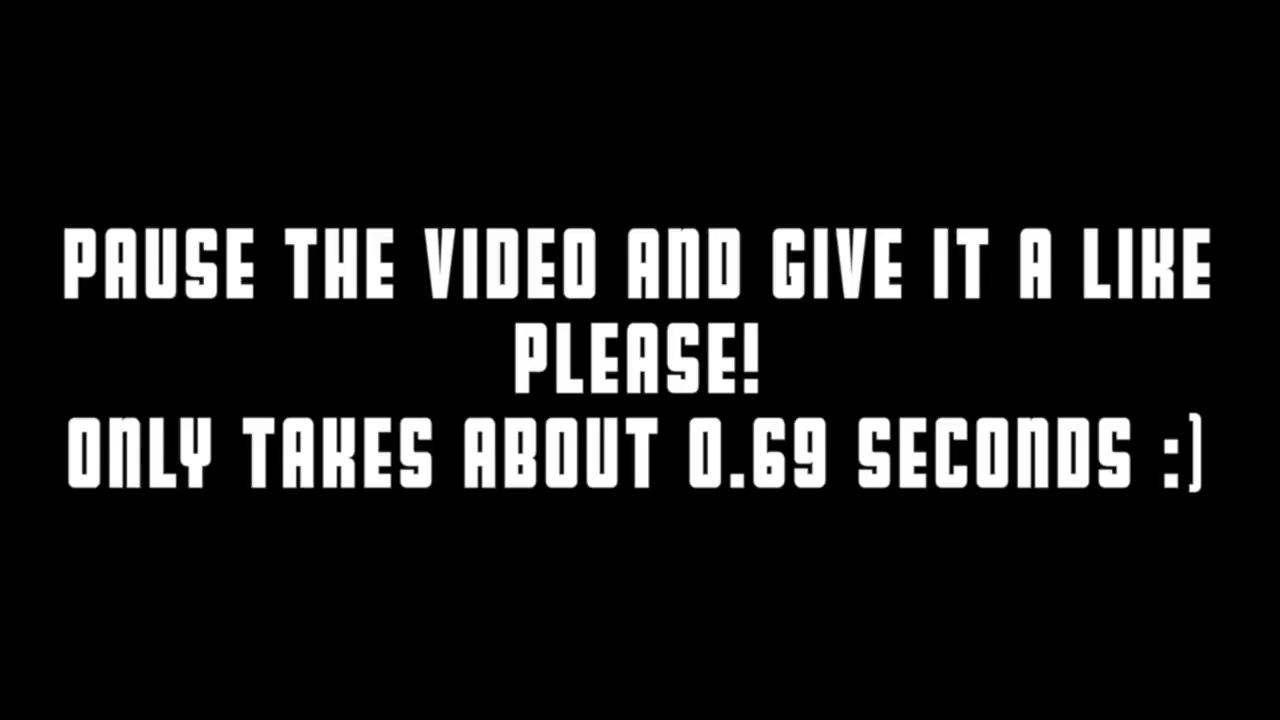 PAUSE THE VIDEO AND GIVE IT A LIKE
PLEASE!
ONLY TAKES ABOUT 0.69 SECONDS :)